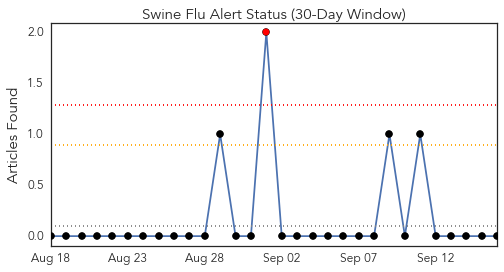 Swine Flu Alert Status (30-Day Window)
Articles Found
2.0
1.5
1.0
0.5
0.0
Aug 18 Aug 23 Aug 28 Sep 02 Sep 07 Sep 12